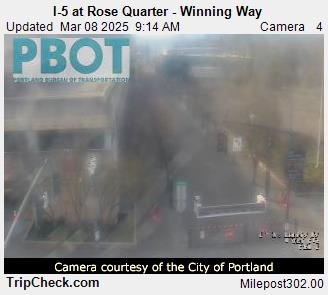 I-5 at Rose Quarter - Winning Way
Updated Mar 08 2025 9:14 AM Camera 4
PBOT
PORTLAND BUREAU OF TRANSPORTATION
Camera courtesy of the City of Portland
TripCheck.com Milepost302.00